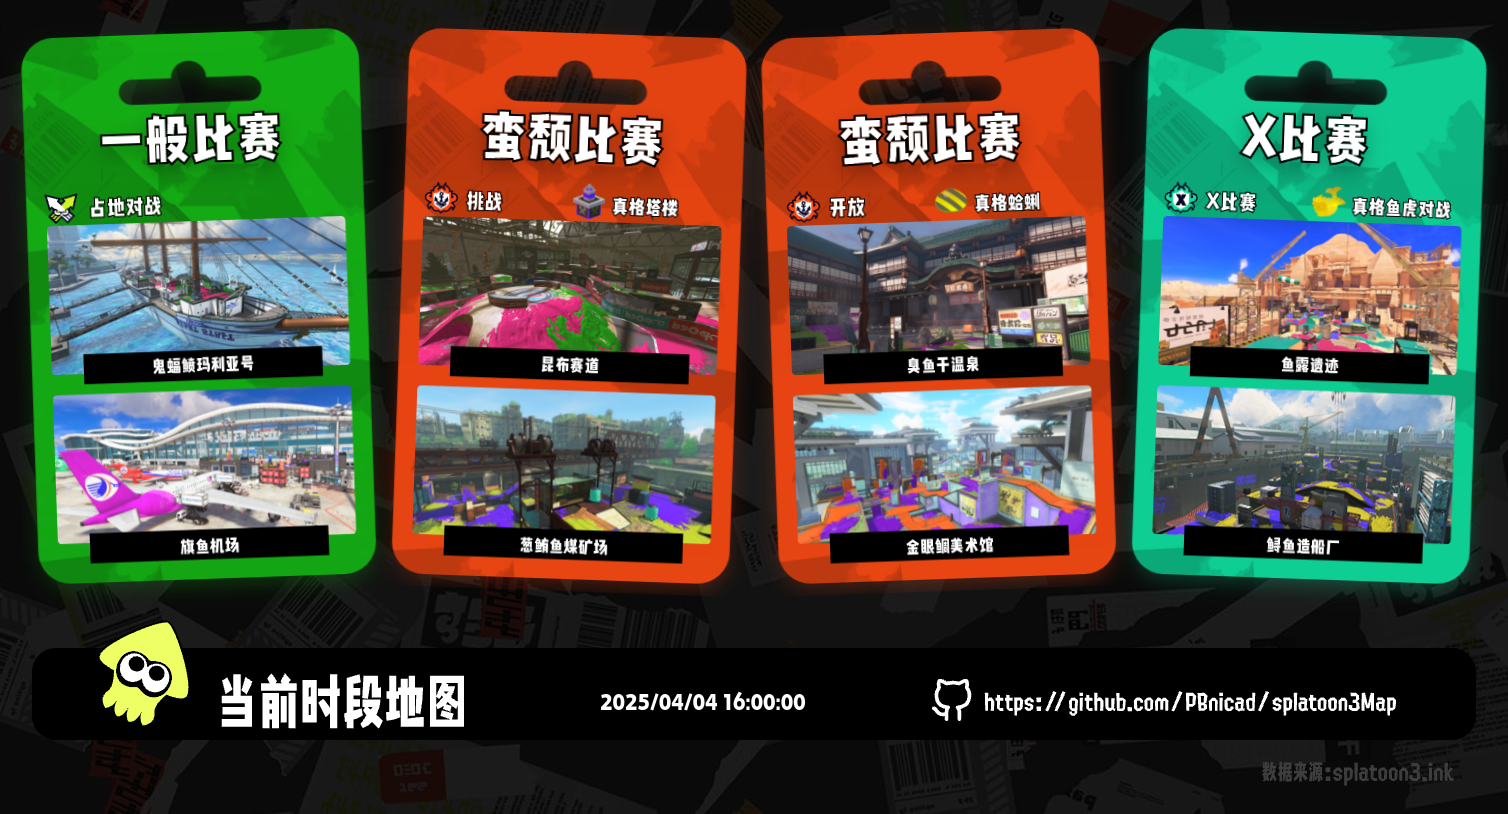 一般比赛
占地对战
鬼蝠鲼玛利亚号
旗鱼机场
蛮颓比赛
挑战
真格塔楼
昆布赛道
葱鲔鱼煤矿场
蛮颓比赛
开放
真格蛤蜊
臭鱼干温泉
金眼鲷美术馆
X比赛
X比赛
真格鱼虎对战
鱼露遗迹
鲟鱼造船厂
当前时段地图
2025/04/04 16:00:00
https://github.com/PBnicad/splatoon3Map
数据来源:splatoon3.ink